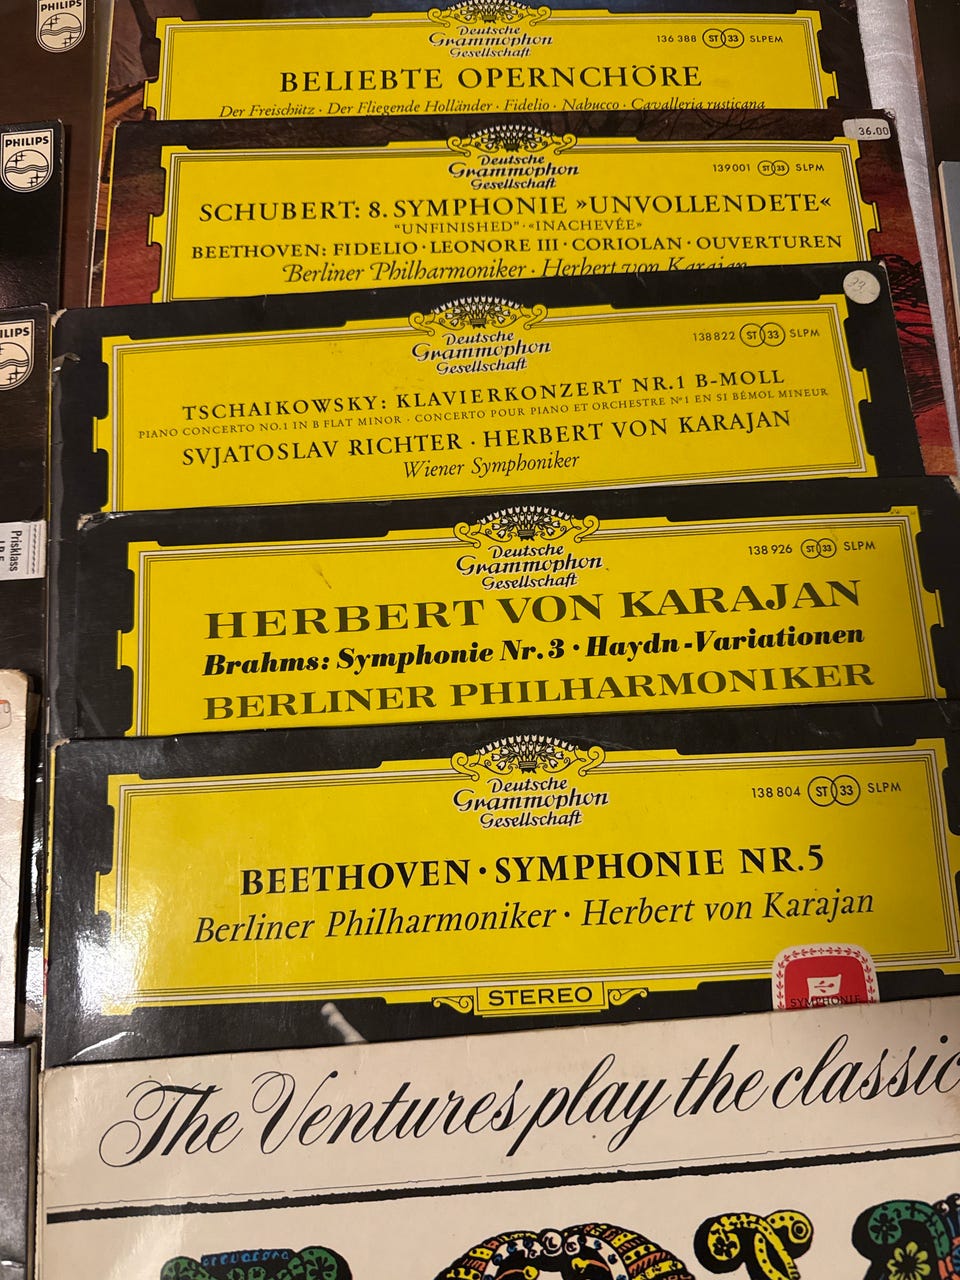 PHILIPS
Deutsche
Grammophon
Gesellschaft
136 388 ST 33 SLPEM
BELIEBTE OPERNCHÖRE
Der Freischütz · Der Fliegende Holländer · Fidelio · Nabucco · Cavalleria rusticana
PHILIPS
36.00
Deutsche
Grammophon
Gesellschaft
139001 ST 33 SLPM
SCHUBERT: 8. SYMPHONIE »UNVOLLENDETE«
"UNFINISHED" · «INACHEVÉE»
BEETHOVEN: FIDELIO · LEONORE III · CORIOLAN · OUVERTUREN
Berliner Philharmoniker · Herbert von Karajan
Deutsche
Grammophon
Gesellschaft
138 822 ST 33 SLPM
TSCHAIKOWSKY: KLAVIERKONZERT NR. 1 B-MOLL
PIANO CONCERTO NO. 1 IN B FLAT MINOR · CONCERTO POUR PIANO ET ORCHESTRE Nº 1 EN SI BÉMOL MINEUR
SVJATOSLAV RICHTER · HERBERT VON KARAJAN
Wiener Symphoniker
Prisklass
Deutsche
Grammophon
Gesellschaft
138 926 ST 33 SLPM
HERBERT VON KARAJAN
Brahms: Symphonie Nr. 3 · Haydn-Variationen
BERLINER PHILHARMONIKER
Deutsche
Grammophon
Gesellschaft
138 804 ST 33 SLPM
BEETHOVEN · SYMPHONIE NR. 5
Berliner Philharmoniker · Herbert von Karajan
STEREO
SYMPHONIE
The Ventures play the classic